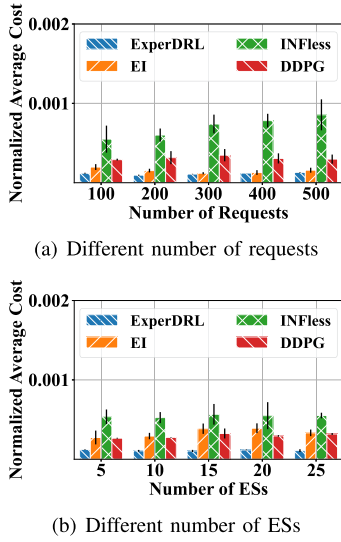 0.002
ExperDRL INFless
EI DDPG
0.001
Normalized Average Cost
100 200 300 400 500
Number of Requests
(a) Different number of requests
0.002
ExperDRL INFless
EI DDPG
0.001
Normalized Average Cost
5 10 15 20 25
Number of ESs
(b) Different number of ESs